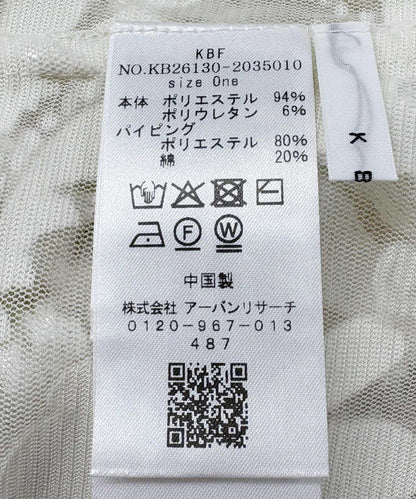 KBF
NO.KB26130-2035010
size One
本体 ポリエステル 94%
ポリウレタン 6%
パイピング
ポリエステル 80%
綿 20%
中国製
株式会社 アーバンリサーチ
0120-967-013
487
K B